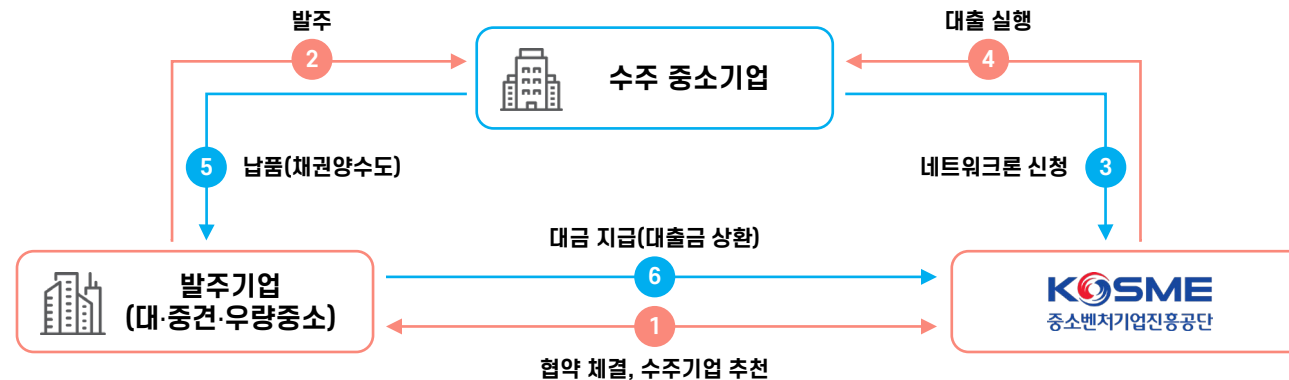 발주
대출 실행
2
4
수주 중소기업
5
납품(채권양수도)
네트워크론 신청
3
대금 지급(대출금 상환)
6
발주기업
(대·중견·우량중소)
KOSME
중소벤처기업진흥공단
1
협약 체결, 수주기업 추천